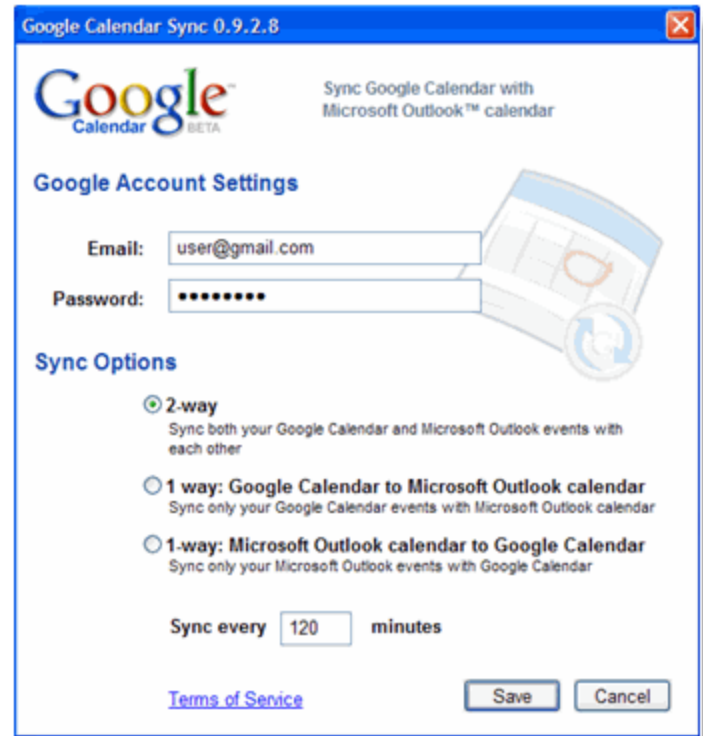 Google Calendar Sync 0.9.2.8
Google™
Calendar BETA
Sync Google Calendar with
Microsoft Outlook™ calendar
Google Account Settings
Email: user@gmail.com
Password: ••••••••
Sync Options
2-way
Sync both your Google Calendar and Microsoft Outlook events with
each other
1 way: Google Calendar to Microsoft Outlook calendar
Sync only your Google Calendar events with Microsoft Outlook calendar
1-way: Microsoft Outlook calendar to Google Calendar
Sync only your Microsoft Outlook events with Google Calendar
Sync every 120 minutes
Terms of Service Save Cancel